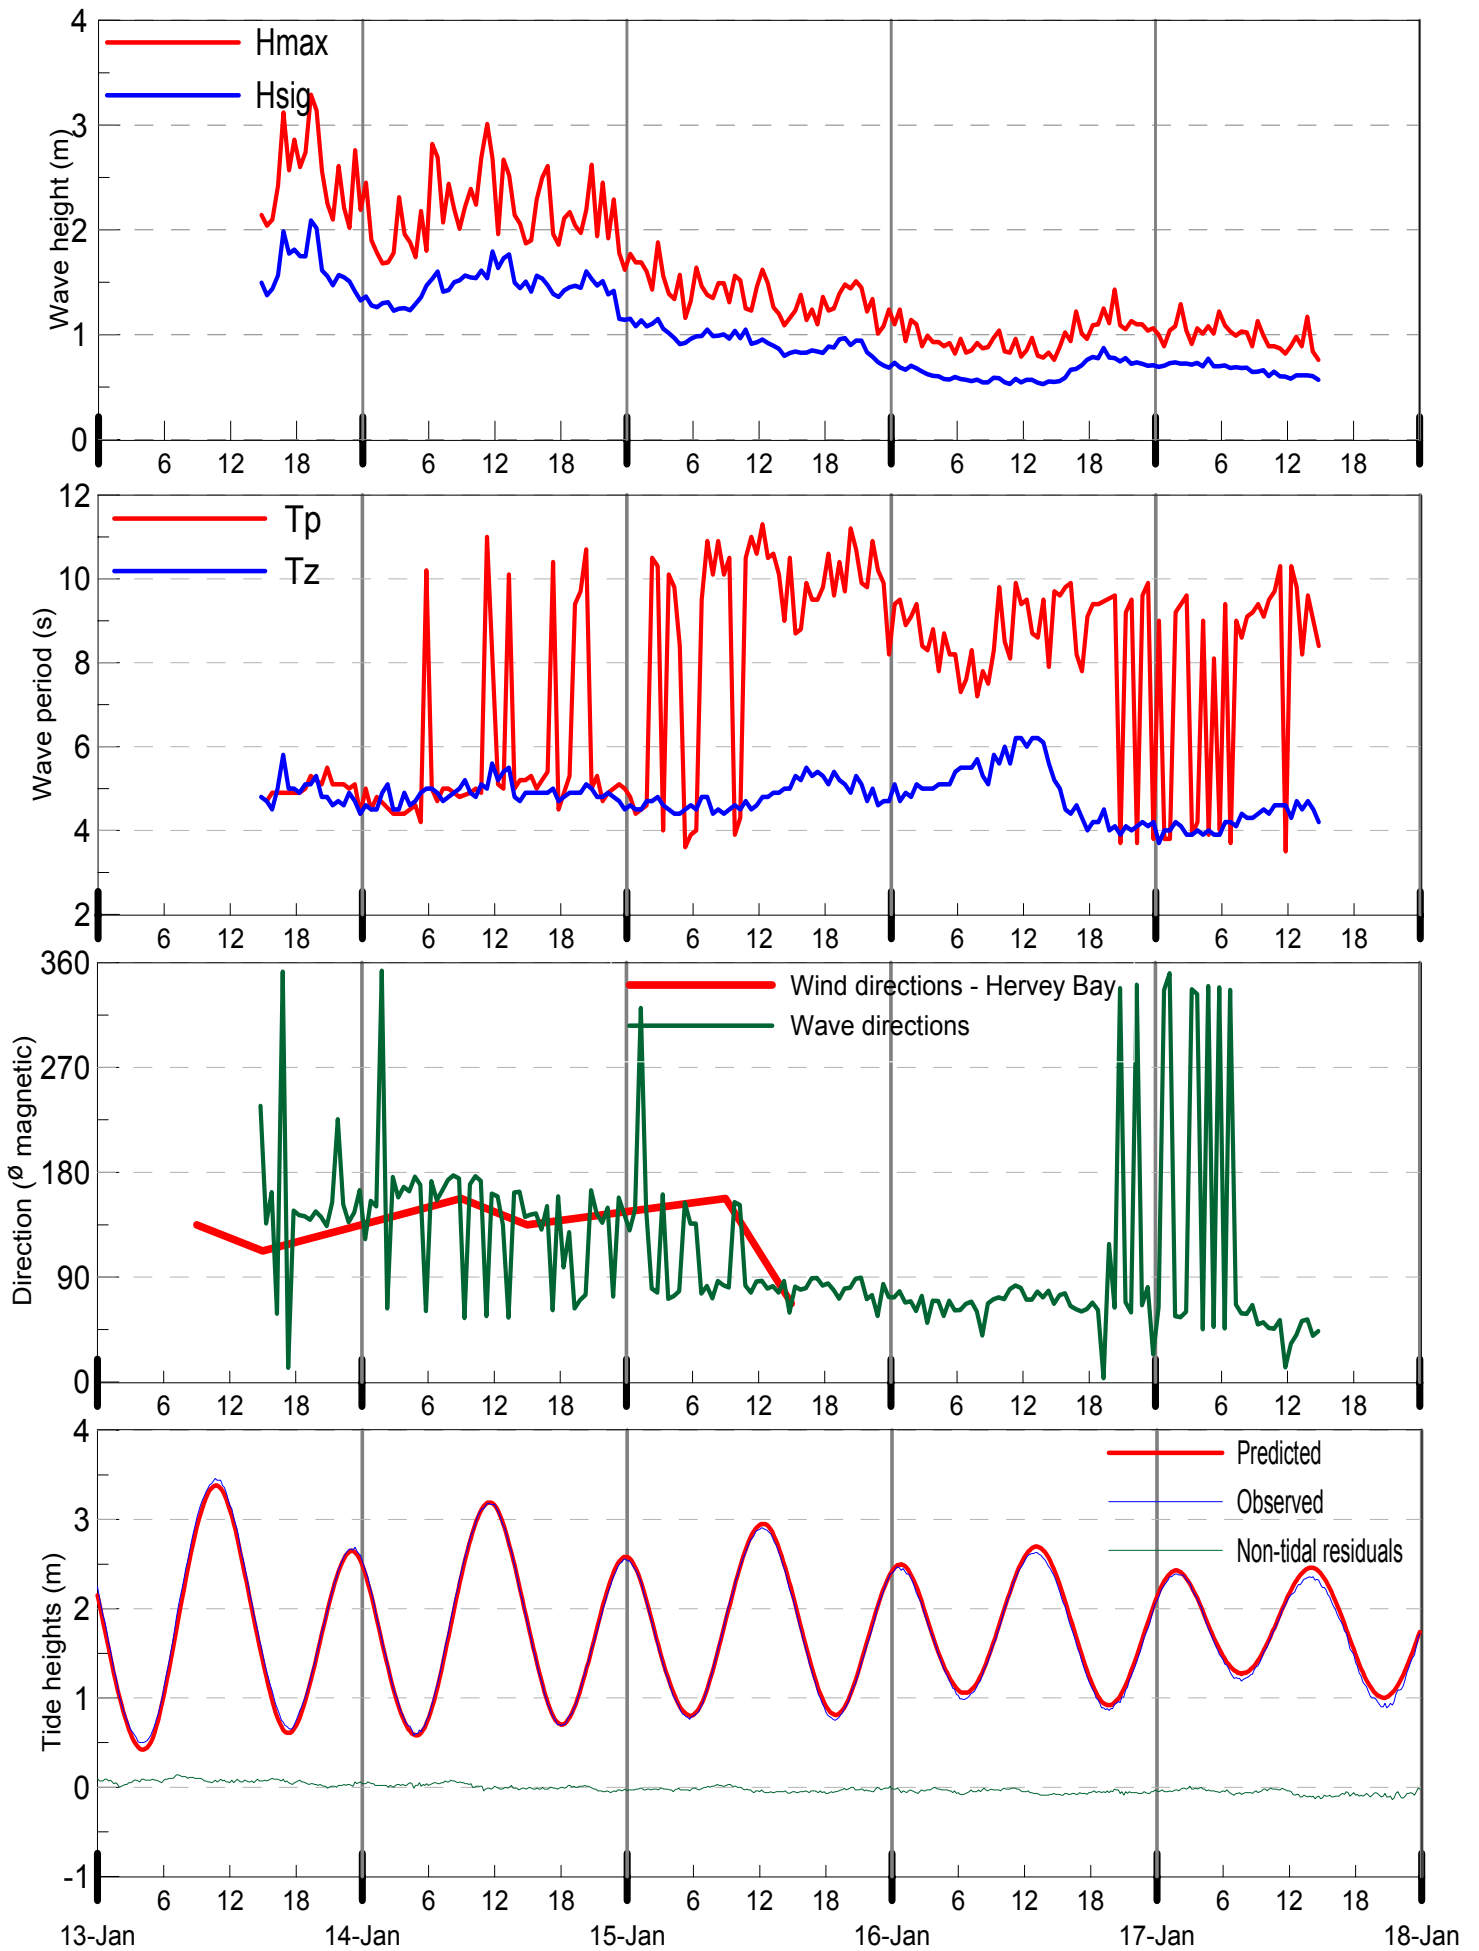 4
Hmax
Hsig
3
2
1
0
Wave height (m)
6 12 18 6 12 18 6 12 18 6 12 18 6 12 18
12
Tp
Tz
10
8
6
4
2
Wave period (s)
6 12 18 6 12 18 6 12 18 6 12 18 6 12 18
360
Wind directions - Hervey Bay
Wave directions
270
180
90
0
Direction (ø magnetic)
6 12 18 6 12 18 6 12 18 6 12 18 6 12 18
4
Predicted
Observed
Non-tidal residuals
3
2
1
0
-1
Tide heights (m)
6 12 18 6 12 18 6 12 18 6 12 18 6 12 18
13-Jan 14-Jan 15-Jan 16-Jan 17-Jan 18-Jan